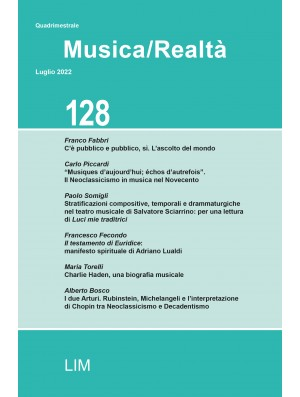 Quadrimestrale
Musica/Realtà
Luglio 2022
128
Franco Fabbri
C'è pubblico e pubblico, sì. L'ascolto del mondo
Carlo Piccardi
“Musiques d'aujourd'hui; échos d'autrefois”.
Il Neoclassicismo in musica nel Novecento
Paolo Somigli
Stratificazioni compositive, temporali e drammaturgiche
nel teatro musicale di Salvatore Sciarrino: per una lettura
di Luci mie traditrici
Francesco Fecondo
Il testamento di Euridice:
manifesto spirituale di Adriano Lualdi
Maria Torelli
Charlie Haden, una biografia musicale
Alberto Bosco
I due Arturi. Rubinstein, Michelangeli e l'interpretazione
di Chopin tra Neoclassicismo e Decadentismo
LIM